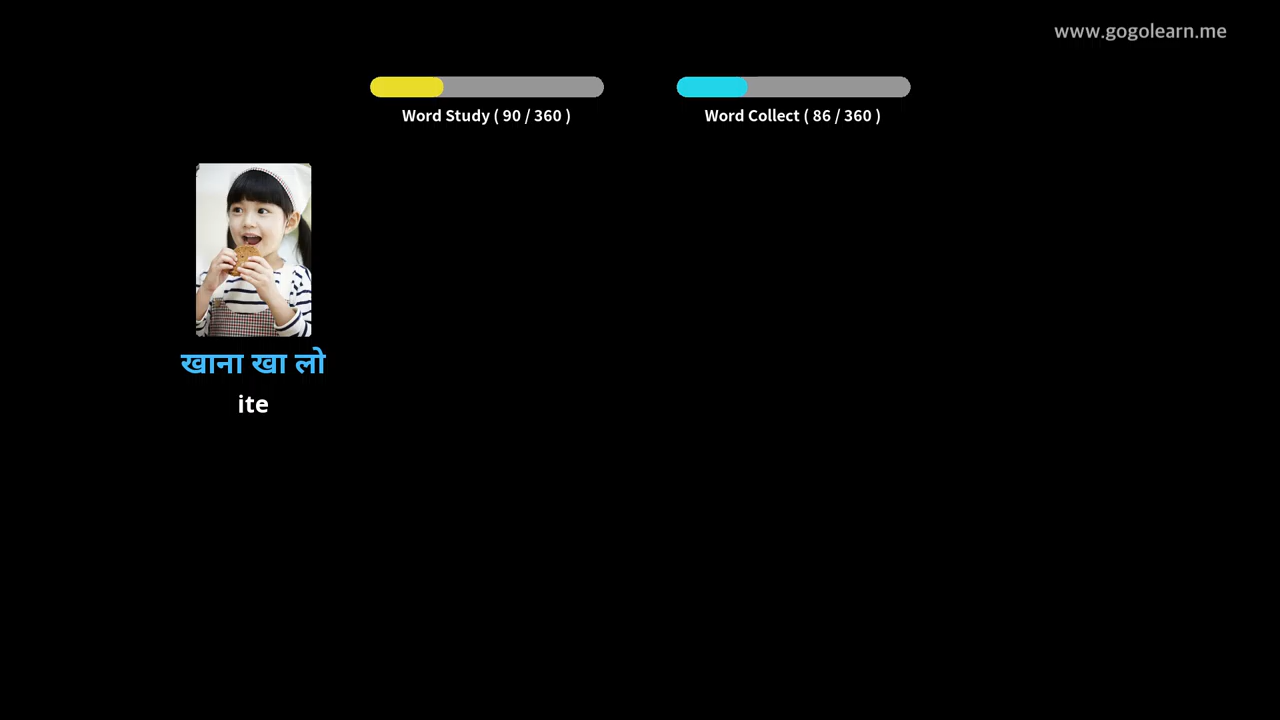 www.gogolearn.me
Word Study ( 90 / 360 )
Word Collect ( 86 / 360 )
खाना खा लो
ite